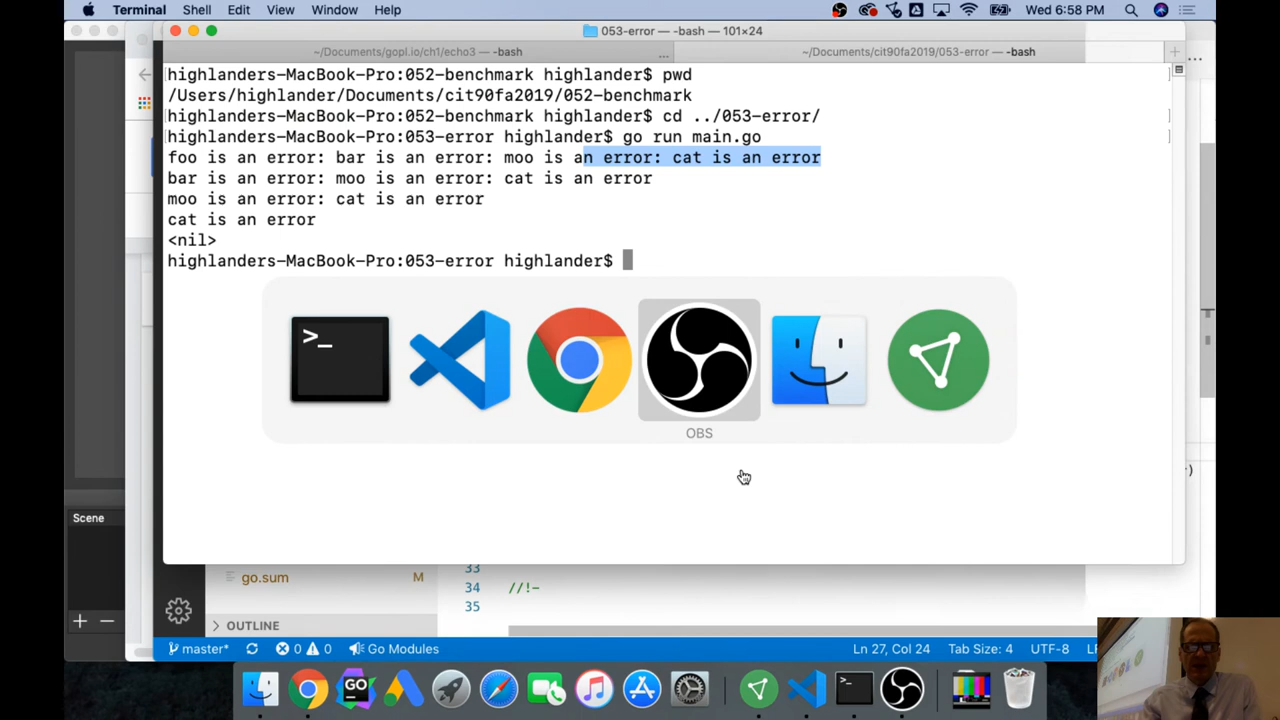 Terminal Shell Edit View Window Help Wed 6:58 PM
053-error — -bash — 101×24
~/Documents/gopl.io/ch1/echo3 — -bash ... ~/Documents/cit90fa2019/053-error — -bash +
highlanders-MacBook-Pro:052-benchmark highlander$ pwd
/Users/highlander/Documents/cit90fa2019/052-benchmark
highlanders-MacBook-Pro:052-benchmark highlander$ cd ../053-error/
highlanders-MacBook-Pro:053-error highlander$ go run main.go
foo is an error: bar is an error: moo is an error: cat is an error
bar is an error: moo is an error: cat is an error
moo is an error: cat is an error
cat is an error
<nil>
highlanders-MacBook-Pro:053-error highlander$
>_
OBS
Scene
33
go.sum M
34 //!-
35
OUTLINE
master* 0 0 Go Modules Ln 27, Col 24 Tab Size: 4 UTF-8
GO
>_